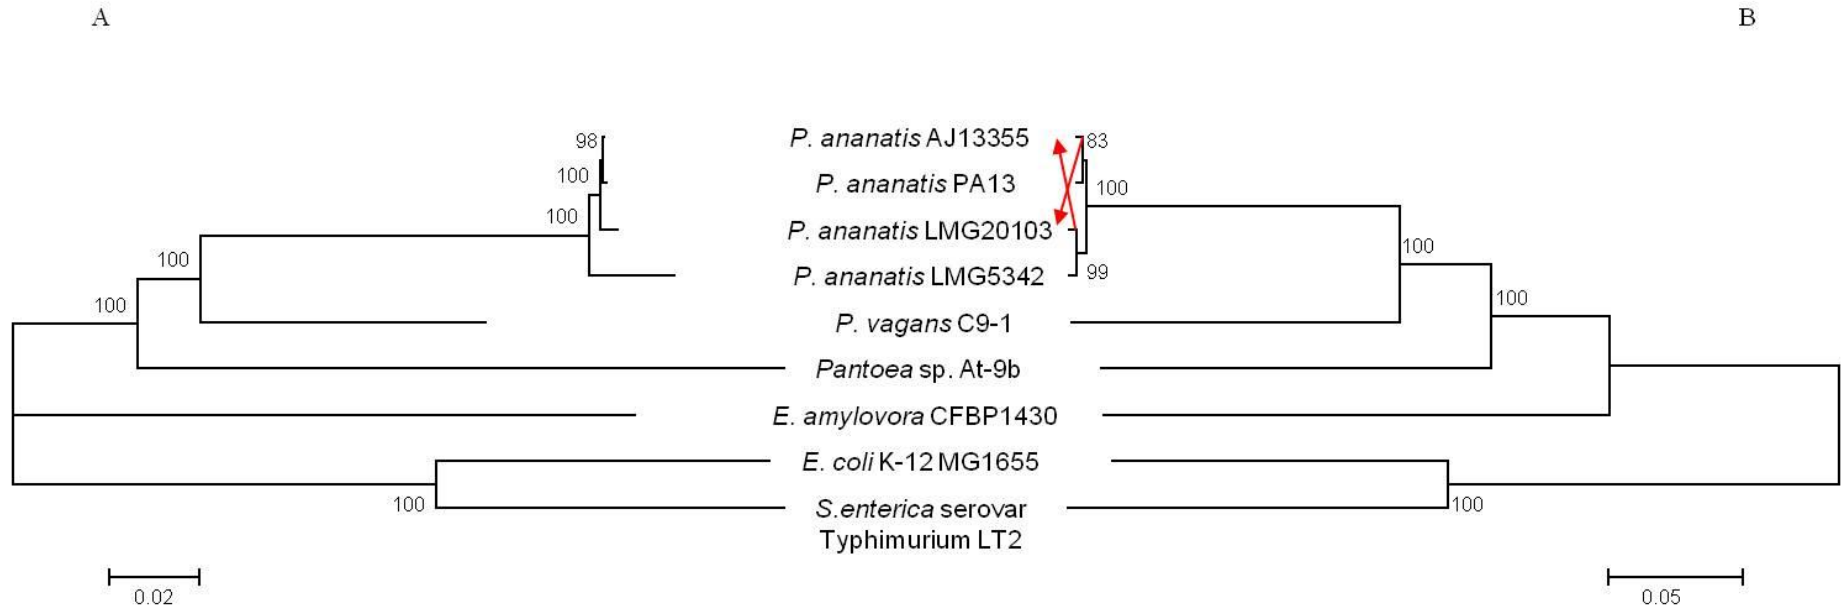 A B
98 P. ananatis AJ13355 83
100 P. ananatis PA13 100
100 P. ananatis LMG20103 100
100 P. ananatis LMG5342 99
100 P. vagans C9-1 100
Pantoea sp. At-9b
E. amylovora CFBP1430
E. coli K-12 MG1655
100 S.enterica serovar 100
Typhimurium LT2
0.02 0.05